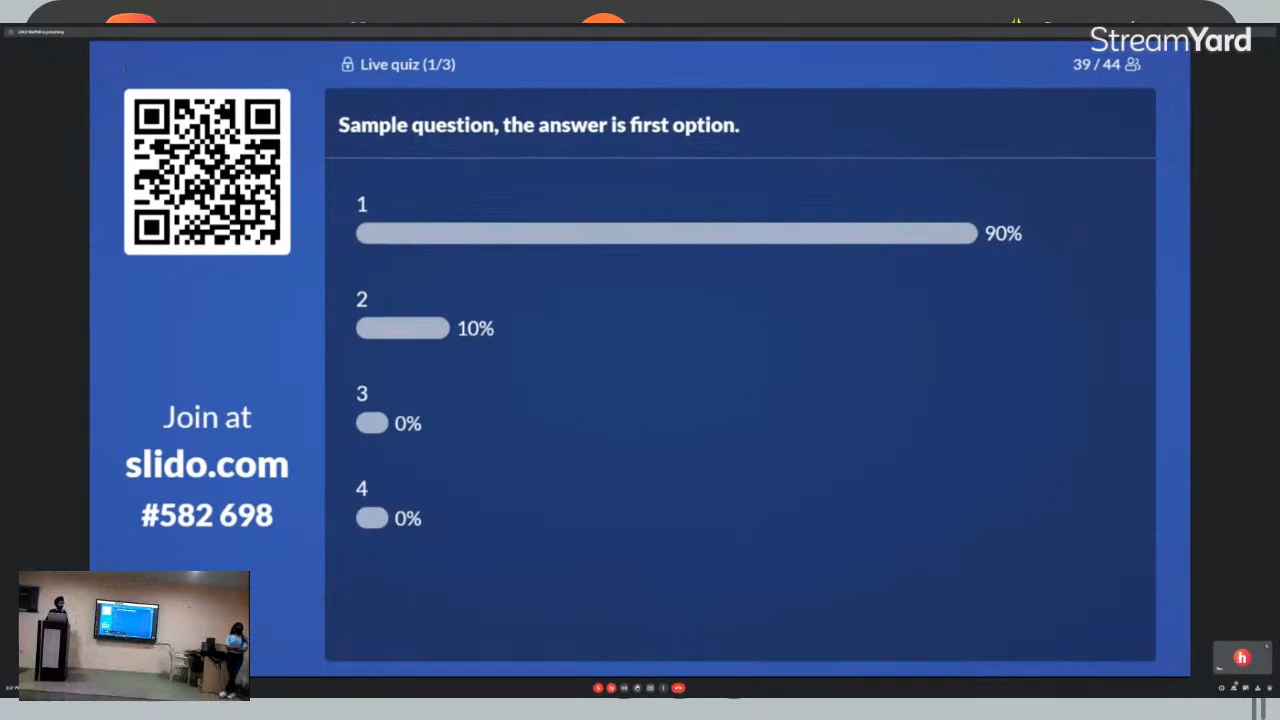 StreamYard
Live quiz (1/3)
39 / 44
Sample question, the answer is first option.
1
90%
2
10%
3
0%
4
0%
Join at
slido.com
#582 698
h